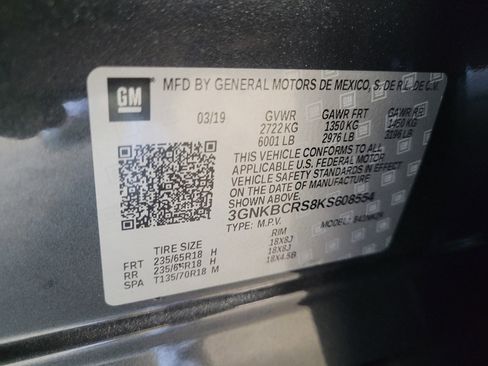 GM
MFD BY GENERAL MOTORS DE MEXICO, S. DE R.L. DE C.V.
03/19 GVWR GAWR FRT GAWR RR
2722 KG 1350 KG 1450 KG
6001 LB 2976 LB 3196 LB
THIS VEHICLE CONFORMS TO ALL
APPLICABLE U.S. FEDERAL MOTOR
VEHICLE SAFETY STANDARDS IN EFFECT
ON THE DATE OF MANUFACTURE
SHOWN ABOVE.
3GNKBCRS8KS608554
TYPE: M.P.V. MODEL:
TIRE SIZE RIM
FRT 235/65R18 H 18X8J
RR 235/65R18 H 18X8J
SPA T135/70R18 M 18X4.5B